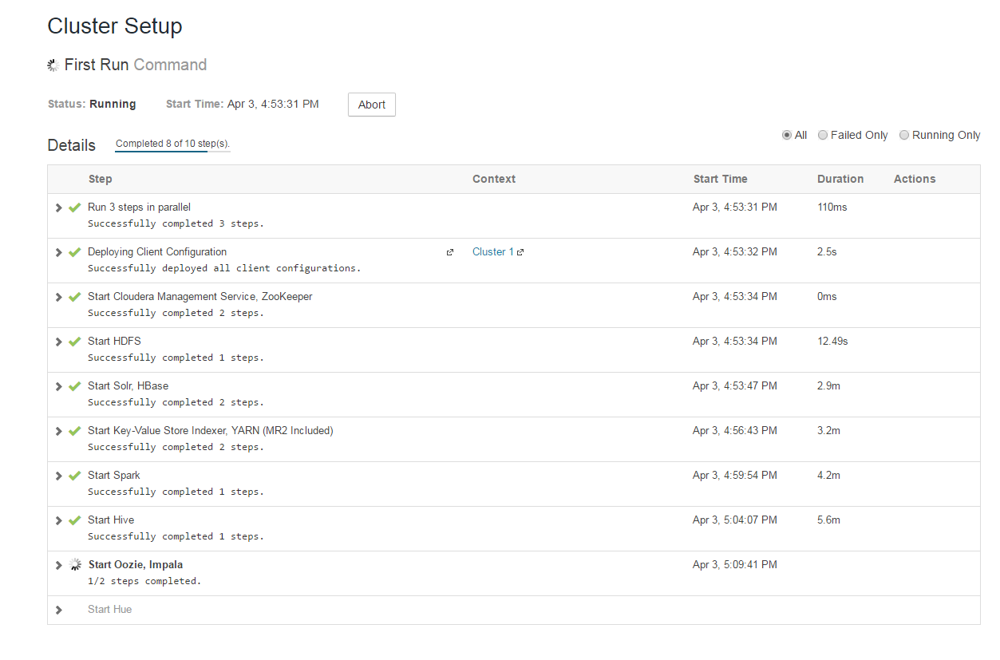 Cluster Setup
First Run Command
Status: Running Start Time: Apr 3, 4:53:31 PM Abort
Details Completed 8 of 10 step(s). All Failed Only Running Only
Step Context Start Time Duration Actions
Run 3 steps in parallel Apr 3, 4:53:31 PM 110ms
Successfully completed 3 steps.
Deploying Client Configuration Cluster 1 Apr 3, 4:53:32 PM 2.5s
Successfully deployed all client configurations.
Start Cloudera Management Service, ZooKeeper Apr 3, 4:53:34 PM 0ms
Successfully completed 2 steps.
Start HDFS Apr 3, 4:53:34 PM 12.49s
Successfully completed 1 steps.
Start Solr, HBase Apr 3, 4:53:47 PM 2.9m
Successfully completed 2 steps.
Start Key-Value Store Indexer, YARN (MR2 Included) Apr 3, 4:56:43 PM 3.2m
Successfully completed 2 steps.
Start Spark Apr 3, 4:59:54 PM 4.2m
Successfully completed 1 steps.
Start Hive Apr 3, 5:04:07 PM 5.6m
Successfully completed 1 steps.
Start Oozie, Impala Apr 3, 5:09:41 PM
1/2 steps completed.
Start Hue